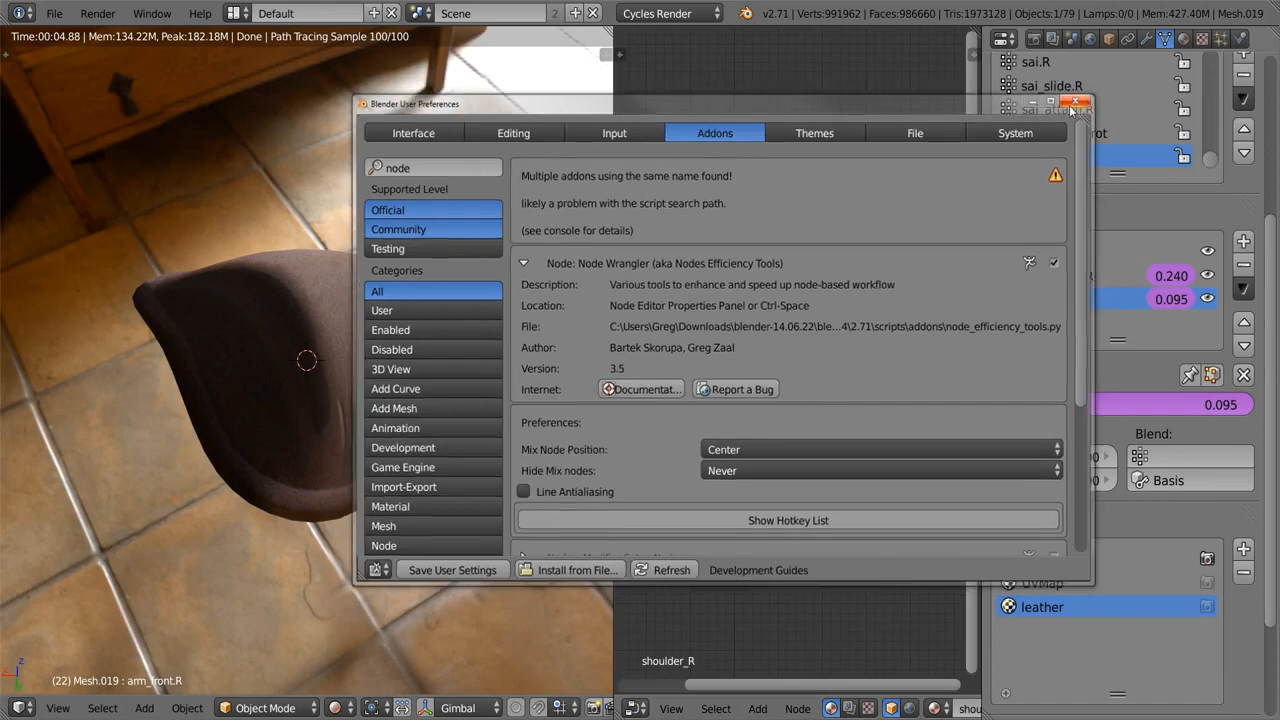 File Render Window Help Default Scene 2 Cycles Render v2.71 | Verts:991962 | Faces:986660 | Tris:1973128 | Objects:1/79 | Lamps:0/0 | Mem:427.40M | Mesh.019
Time:00:04.88 | Mem:134.22M, Peak:182.18M | Done | Path Tracing Sample 100/100
sai.R
sai_slide.R
Blender User Preferences
Interface Editing Input Addons Themes File System
node
Supported Level
Official
Community
Testing
Categories
All
User
Enabled
Disabled
3D View
Add Curve
Add Mesh
Animation
Development
Game Engine
Import-Export
Material
Mesh
Node
Multiple addons using the same name found!
likely a problem with the script search path.
(see console for details)
Node: Node Wrangler (aka Nodes Efficiency Tools)
Description: Various tools to enhance and speed up node-based workflow
Location: Node Editor Properties Panel or Ctrl-Space
File: C:\Users\Greg\Downloads\blender-14.06.22\ble...4\2.71\scripts\addons\node_efficiency_tools.py
Author: Bartek Skorupa, Greg Zaal
Version: 3.5
Internet: Documentat... Report a Bug
Preferences:
Mix Node Position: Center
Hide Mix nodes: Never
Line Antialiasing
Show Hotkey List
Save User Settings Install from File... Refresh Development Guides
0.240
0.095
0.095
Blend:
Basis
UVMap
leather
shoulder_R
(22) Mesh.019 : arm_front.R
View Select Add Object Object Mode Gimbal View Select Add Node shou